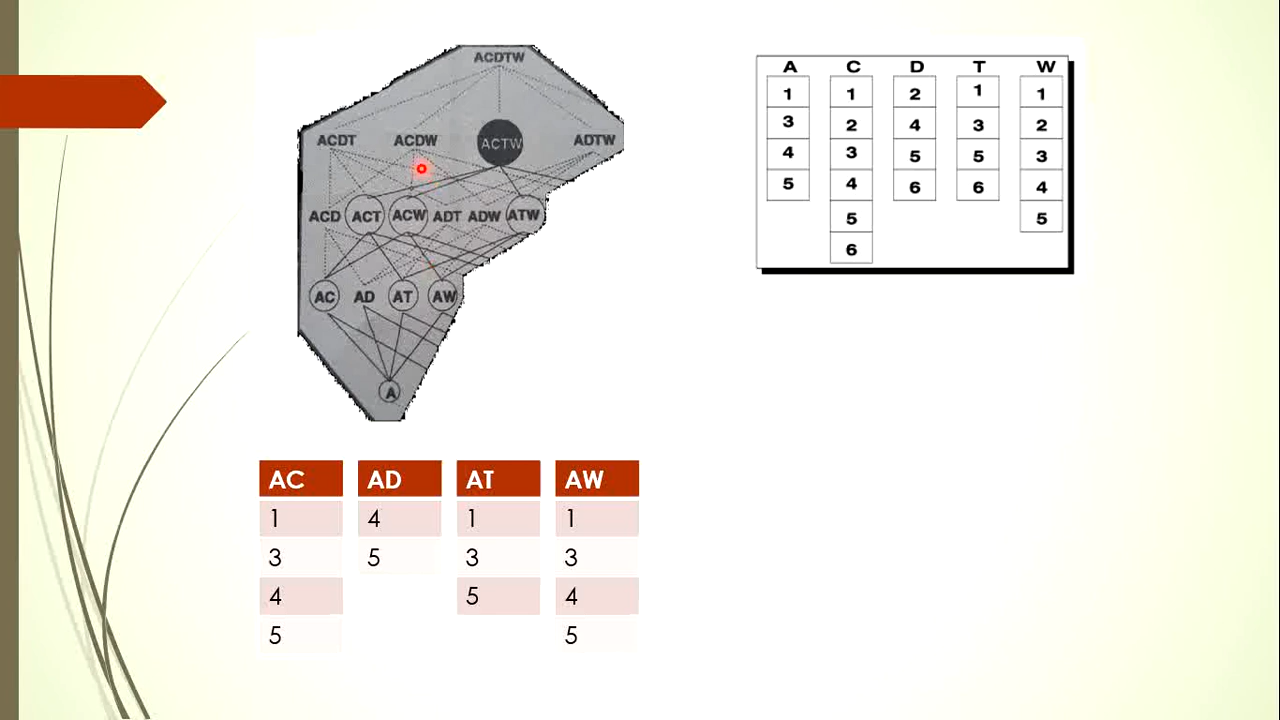 ACDTW
ACDT ACDW ACTW ADTW
ACD ACT ACW ADT ADW ATW
AC AD AT AW
A
A C D T W
1 1 2 1 1
3 2 4 3 2
4 3 5 5 3
5 4 6 6 4
5 5
6
AC AD AT AW
1 4 1 1
3 5 3 3
4 5 4
5 5